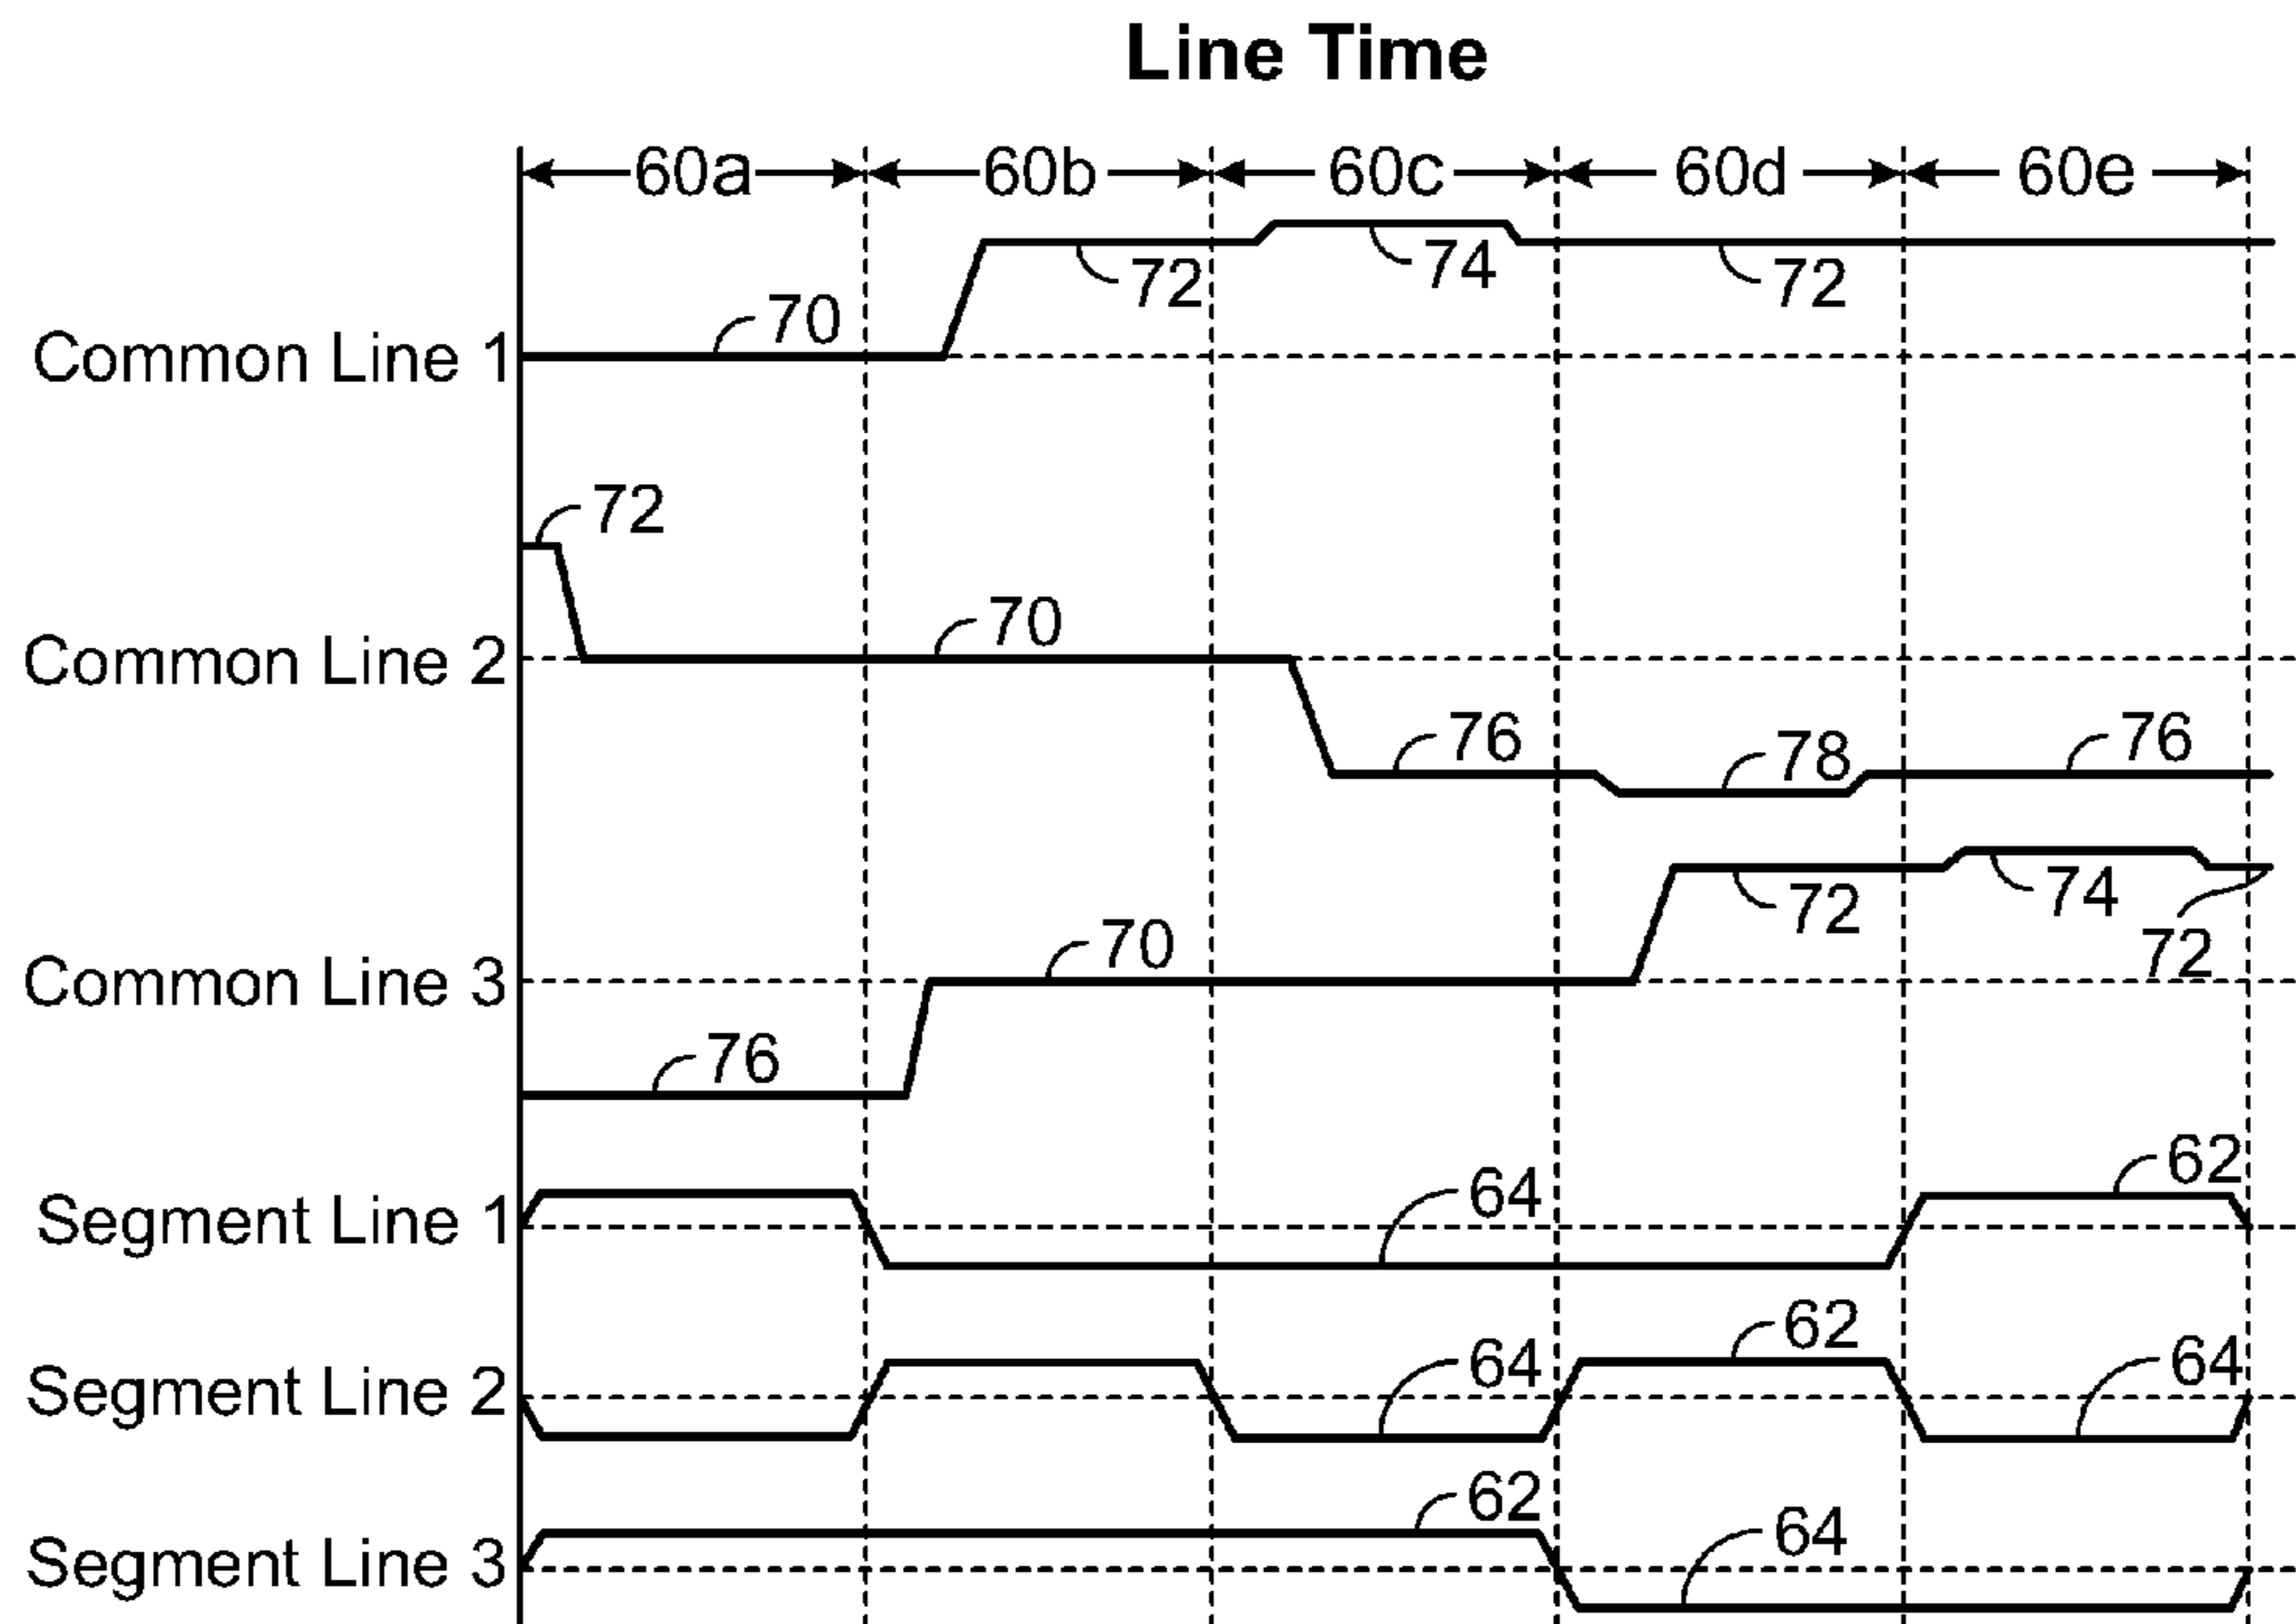 Line Time
60a 60b 60c 60d 60e
72 74 72
70
Common Line 1
72
70
Common Line 2
76 78 76
72 74
70 72
Common Line 3
76
62
64
Segment Line 1
62
64 64
Segment Line 2
62
64
Segment Line 3